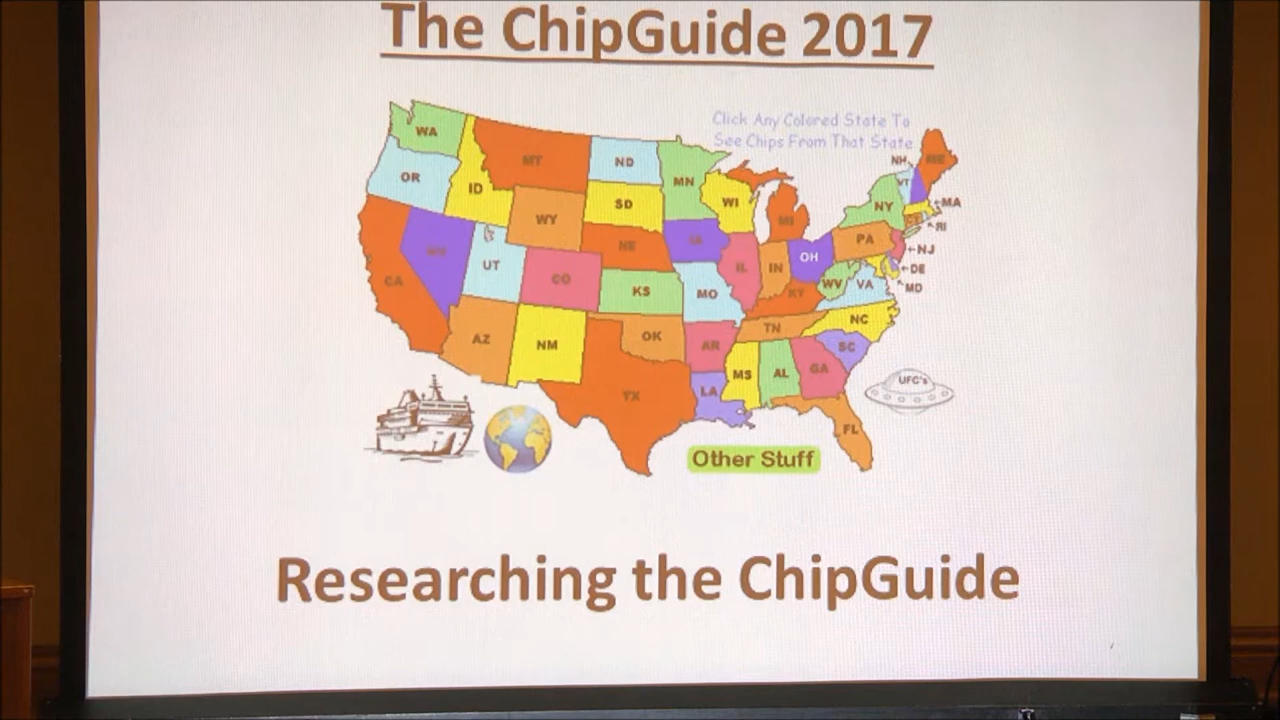 The ChipGuide 2017
Click Any Colored State To
See Chips From That State
WA
MT
ND
MN
ME
NH
VT
OR
ID
SD
WI
MI
NY
MA
RI
WY
NE
IA
PA
NJ
NV
UT
CO
IL
IN
OH
DE
MD
CA
KS
MO
KY
WV
VA
AZ
NM
OK
AR
TN
NC
SC
TX
LA
MS
AL
GA
UFC's
FL
Other Stuff
Researching the ChipGuide